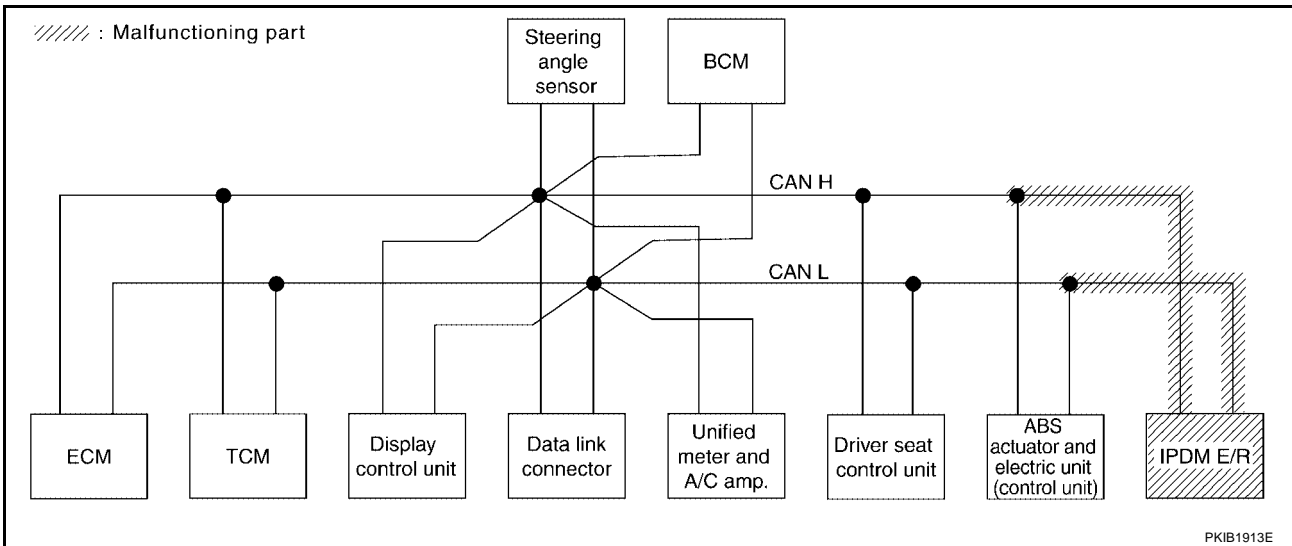 : Malfunctioning part
Steering
angle
sensor
BCM
CAN H
CAN L
ECM
TCM
Display
control unit
Data link
connector
Unified
meter and
A/C amp.
Driver seat
control unit
ABS
actuator and
electric unit
(control unit)
IPDM E/R
PKIB1913E